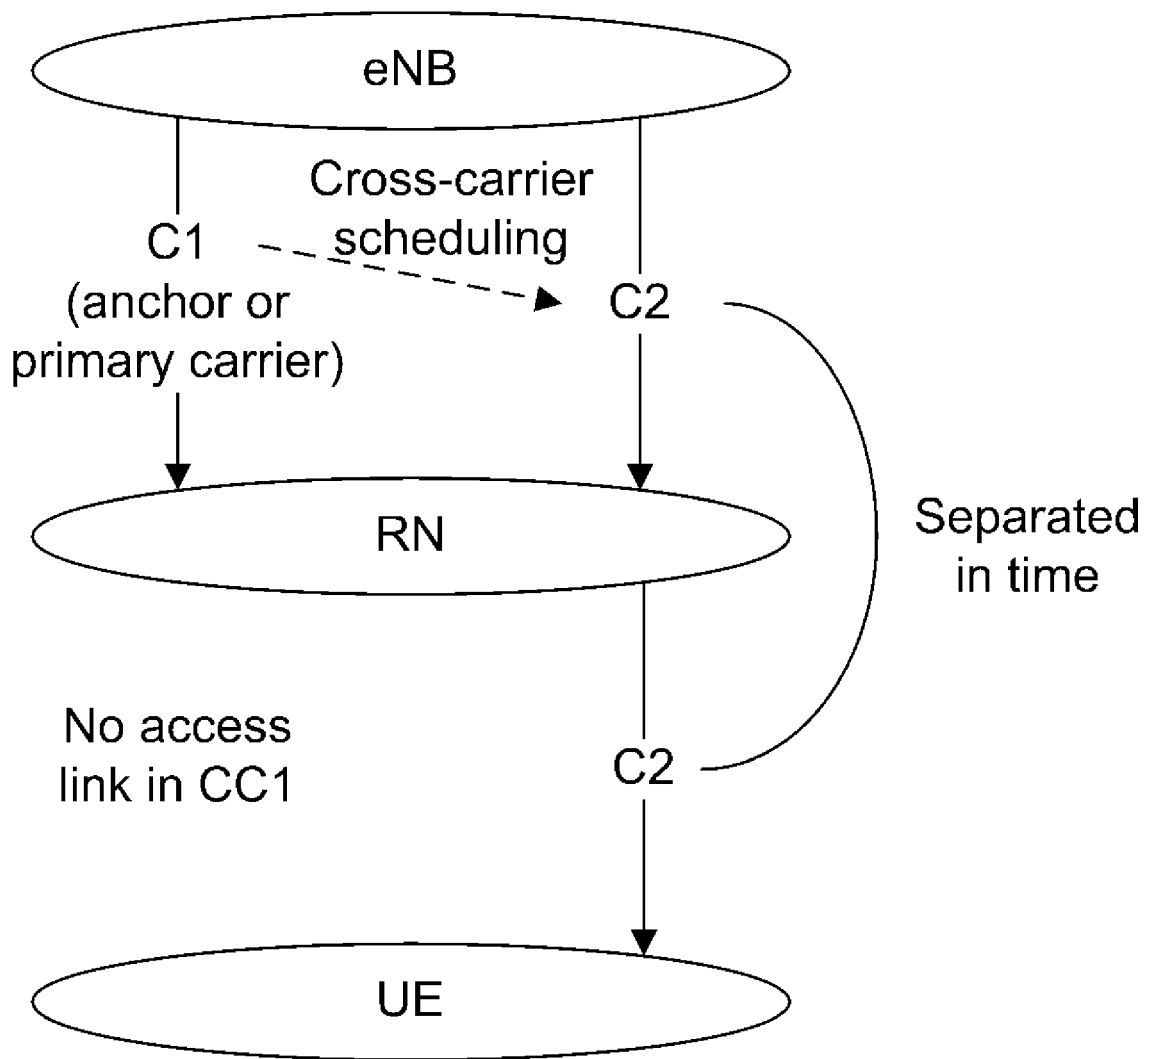 eNB
Cross-carrier
scheduling
C1
(anchor or
primary carrier)
C2
RN
Separated
in time
No access
link in CC1
C2
UE